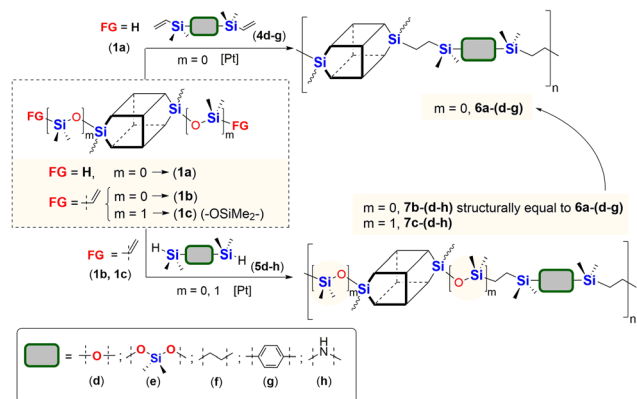 FG = H
(1a)
Si Si
(4d-g)
m = 0 [Pt]
Si Si Si Si
n
m = 0, 6a-(d-g)
FG Si O m Si Si O Si m FG
FG = H, m = 0 → (1a)
FG = m = 0 → (1b)
m = 1 → (1c) (-OSiMe2-)
m = 0, 7b-(d-h) structurally equal to 6a-(d-g)
m = 1, 7c-(d-h)
FG =
(1b, 1c)
H Si Si H
(5d-h)
m = 0, 1 [Pt]
Si O m Si Si O Si m Si Si
n
= O ; O Si O ; ; ; H N
(d) (e) (f) (g) (h)